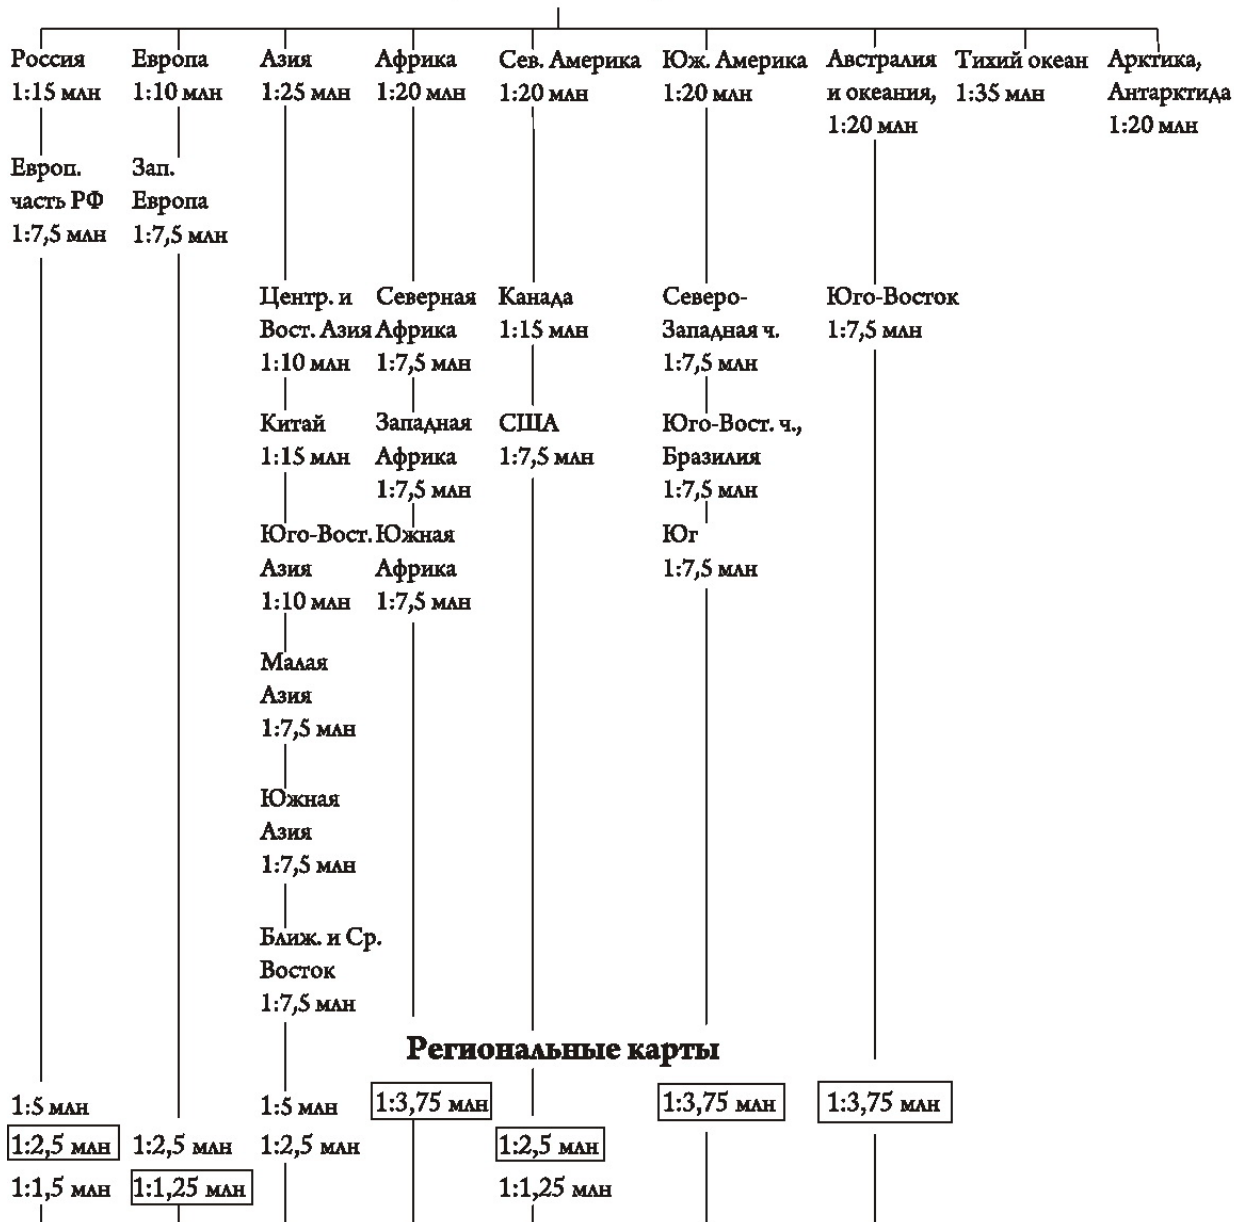 Россия
1:15 млн
Европа
1:10 млн
Азия
1:25 млн
Африка
1:20 млн
Сев. Америка
1:20 млн
Юж. Америка
1:20 млн
Австралия
и океания,
1:20 млн
Тихий океан
1:35 млн
Арктика,
Антарктида
1:20 млн
Европ.
часть РФ
1:7,5 млн
Зап.
Европа
1:7,5 млн
Центр. и
Вост. Азия
1:10 млн
Северная
Африка
1:7,5 млн
Канада
1:15 млн
Северо-
Западная ч.
1:7,5 млн
Юго-Восток
1:7,5 млн
Китай
1:15 млн
Западная
Африка
1:7,5 млн
США
1:7,5 млн
Юго-Вост. ч.,
Бразилия
1:7,5 млн
Юго-Вост.
Азия
1:10 млн
Южная
Африка
1:7,5 млн
Юг
1:7,5 млн
Малая
Азия
1:7,5 млн
Южная
Азия
1:7,5 млн
Ближ. и Ср.
Восток
1:7,5 млн
Региональные карты
1:5 млн
1:2,5 млн
1:1,5 млн
1:2,5 млн
1:1,25 млн
1:5 млн
1:2,5 млн
1:3,75 млн
1:2,5 млн
1:1,25 млн
1:3,75 млн
1:3,75 млн